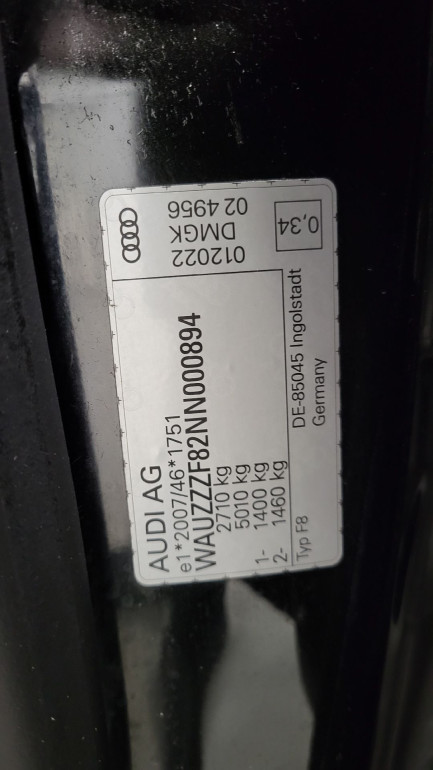 AUDI AG
e1*2007/46*1751
WAUZZZF82NN000894
2710 kg
5010 kg
1- 1400 kg
2- 1460 kg
Typ F8
DE-85045 Ingolstadt
Germany
012022
DMGK
02 4956
0,34